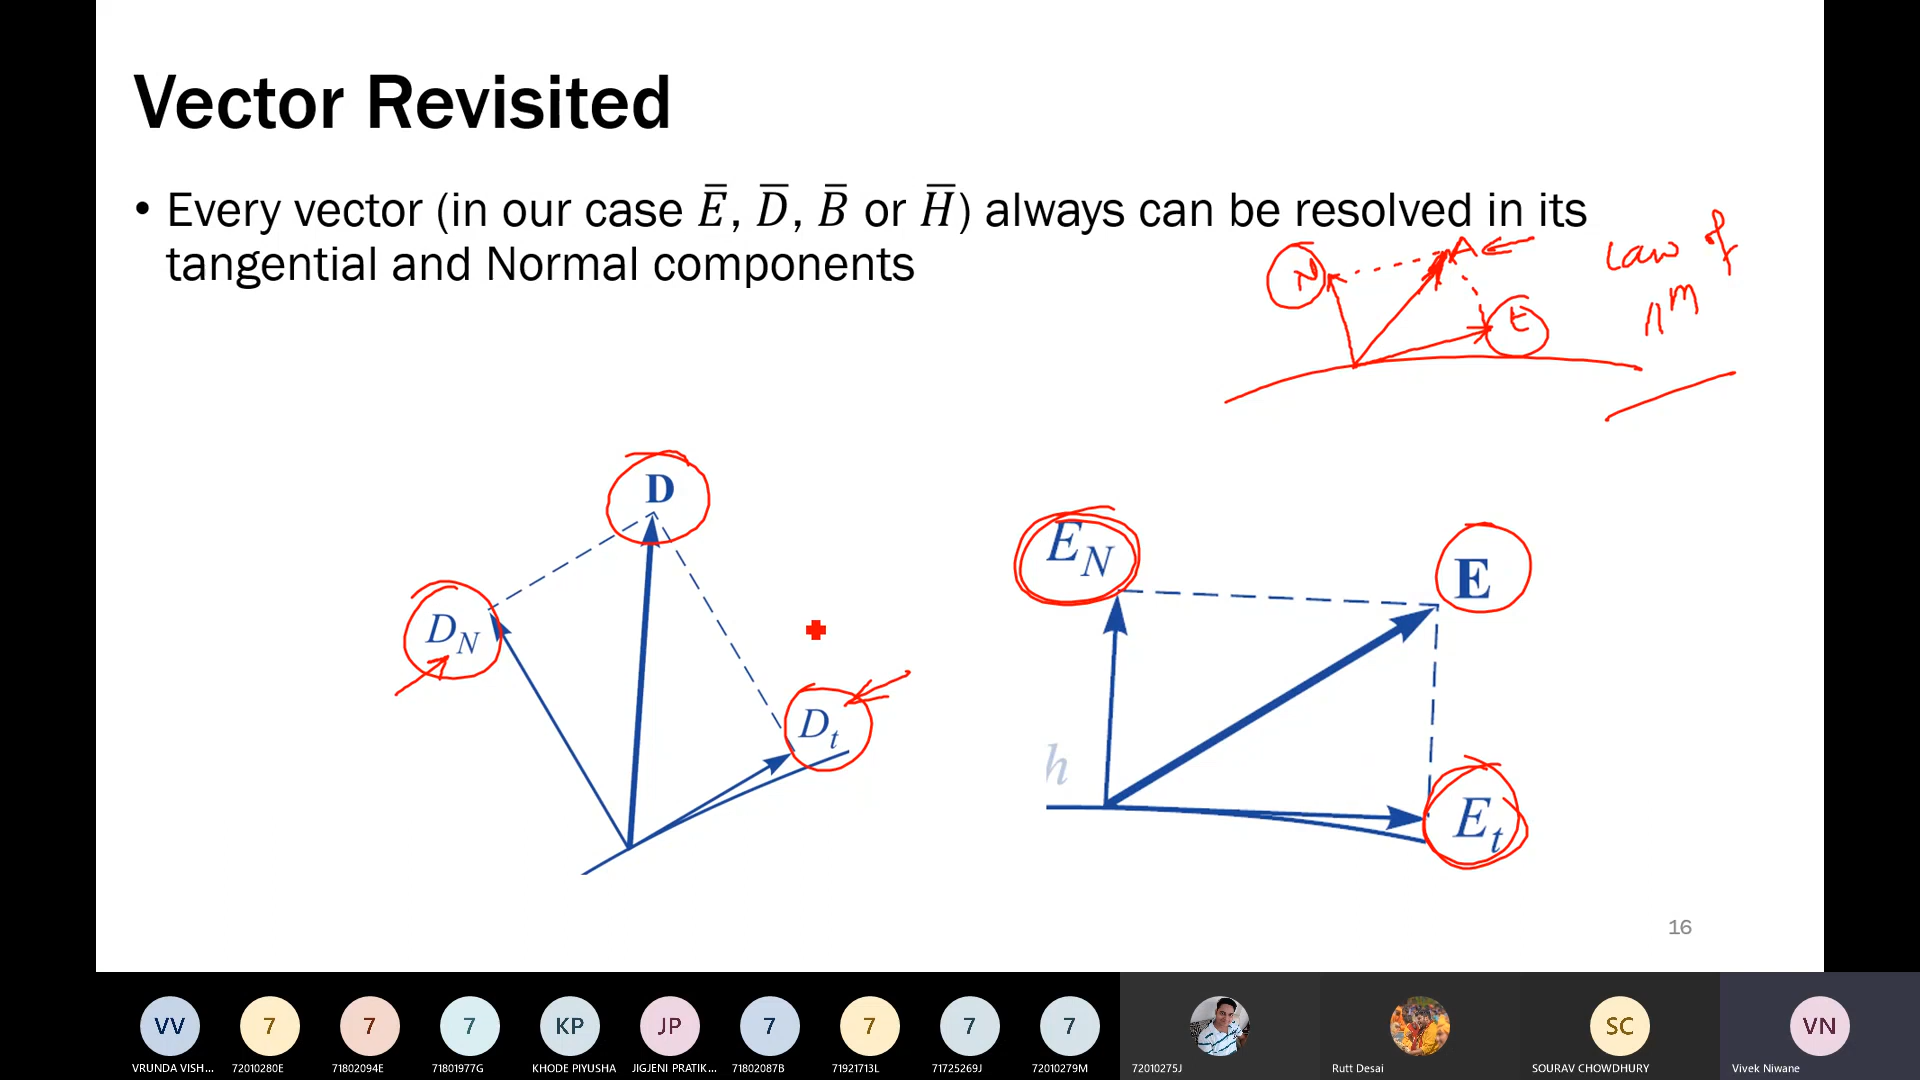 Vector Revisited
• Every vector (in our case E̅, D̅, B̅ or H̅) always can be resolved in its
tangential and Normal components
N
A
t
Law of
11m
D
D_N
D_t
E_N
E
h
E_t
16
VV
7
7
7
KP
JP
7
7
7
7
SC
VN
VRUNDA VISH...
72010280E
71802094E
71801977G
KHODE PIYUSHA
JIGJENI PRATIK...
71802087B
71921713L
71725269J
72010279M
72010275J
Rutt Desai
SOURAV CHOWDHURY
Vivek Niwane